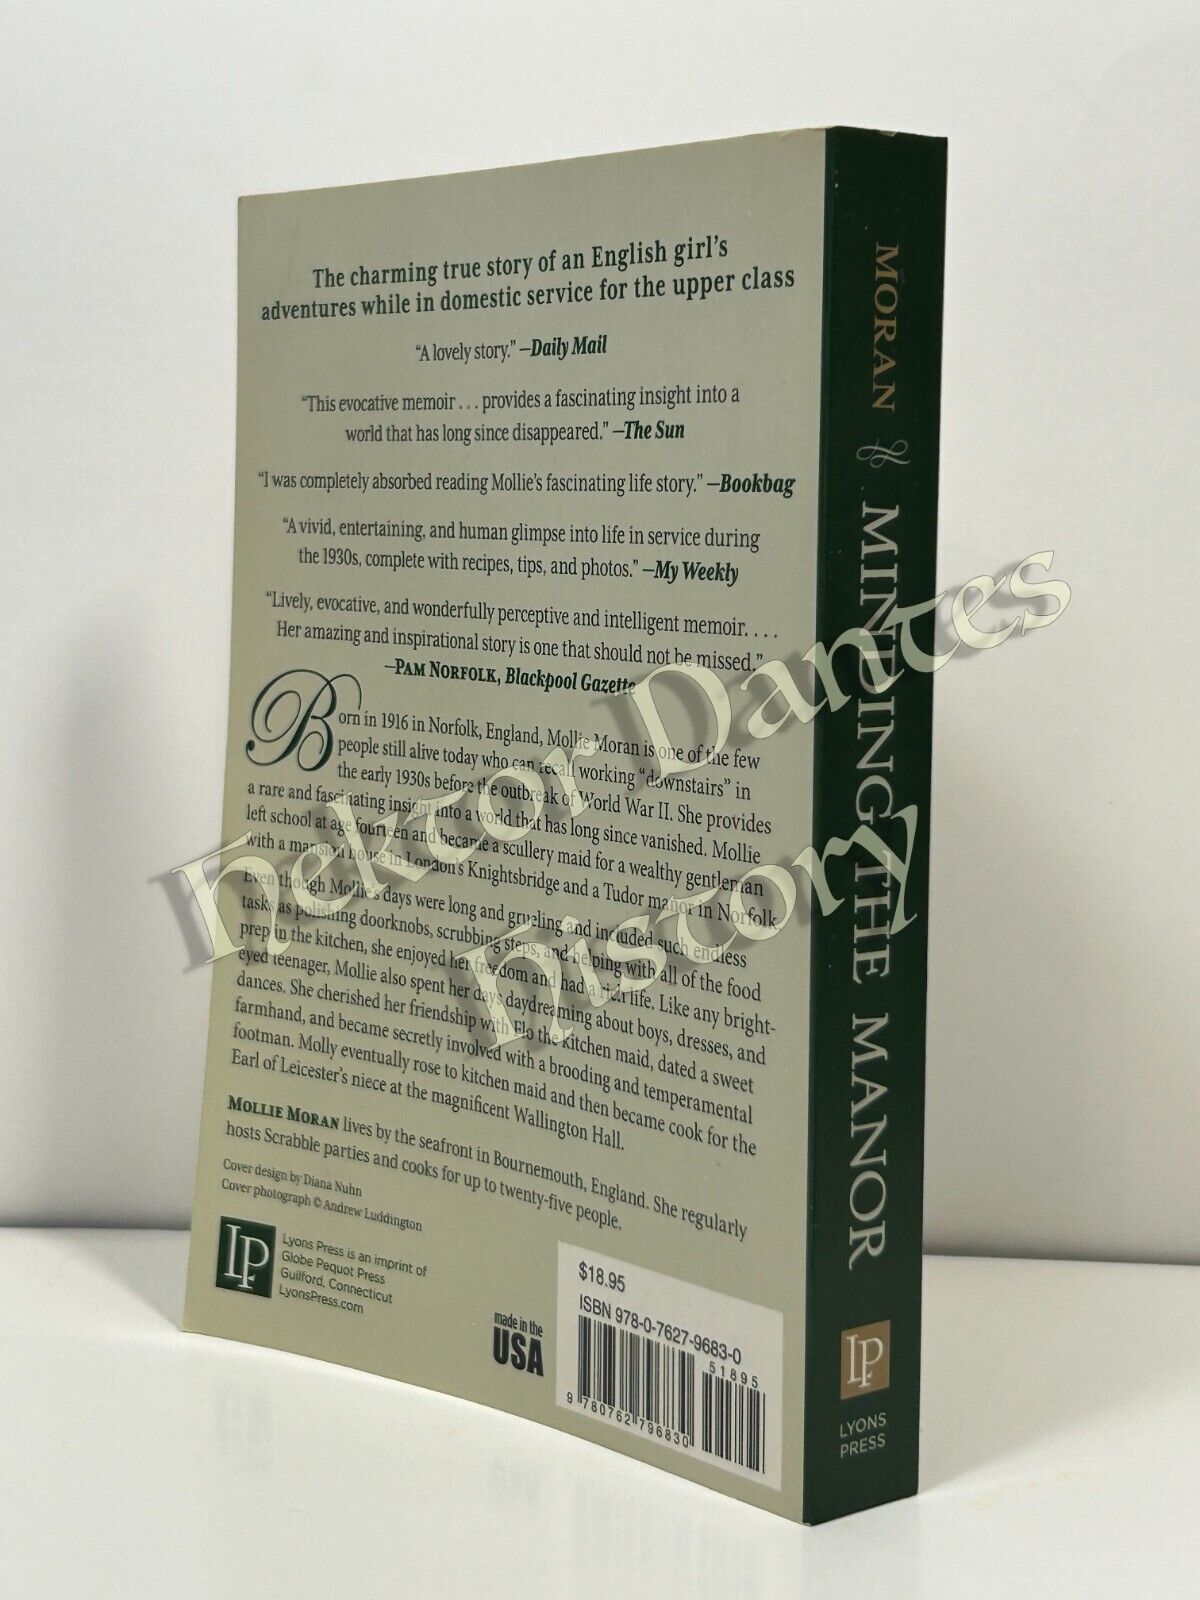 The charming true story of an English girl's
adventures while in domestic service for the upper class
“A lovely story.” —Daily Mail
“This evocative memoir . . . provides a fascinating insight into a
world that has long since disappeared.” —The Sun
“I was completely absorbed reading Mollie's fascinating life story.” —Bookbag
“A vivid, entertaining, and human glimpse into life in service during
the 1930s, complete with recipes, tips, and photos.” —My Weekly
“Lively, evocative, and wonderfully perceptive and intelligent memoir. . . .
Her amazing and inspirational story is one that should not be missed.”
—PAM NORFOLK, Blackpool Gazette
Born in 1916 in Norfolk, England, Mollie Moran is one of the few
people still alive today who can recall working “downstairs” in
the early 1930s before the outbreak of World War II. She provides
a rare and fascinating insight into a world that has long since vanished. Mollie
left school at age fourteen and became a scullery maid for a wealthy gentleman
with a mansion house in London's Knightsbridge and a Tudor manor in Norfolk.
Even though Mollie's days were long and grueling and included such endless
tasks as polishing doorknobs, scrubbing steps, and helping with all of the food
prep in the kitchen, she enjoyed her freedom and had a rich life. Like any bright-
eyed teenager, Mollie also spent her days daydreaming about boys, dresses, and
dances. She cherished her friendship with Flo the kitchen maid, dated a sweet
farmhand, and became secretly involved with a brooding and temperamental
footman. Molly eventually rose to kitchen maid and then became cook for the
Earl of Leicester's niece at the magnificent Wallington Hall.
MOLLIE MORAN lives by the seafront in Bournemouth, England. She regularly
hosts Scrabble parties and cooks for up to twenty-five people.
Cover design by Diana Nuhn
Cover photograph © Andrew Luddington
LP
Lyons Press is an imprint of
Globe Pequot Press
Guilford, Connecticut
LyonsPress.com
made in the
USA
$18.95
ISBN 978-0-7627-9683-0
51895
9 780762 796830
MORAN MINDING THE MANOR
LP
LYONS
PRESS
Hektor Dantes
History